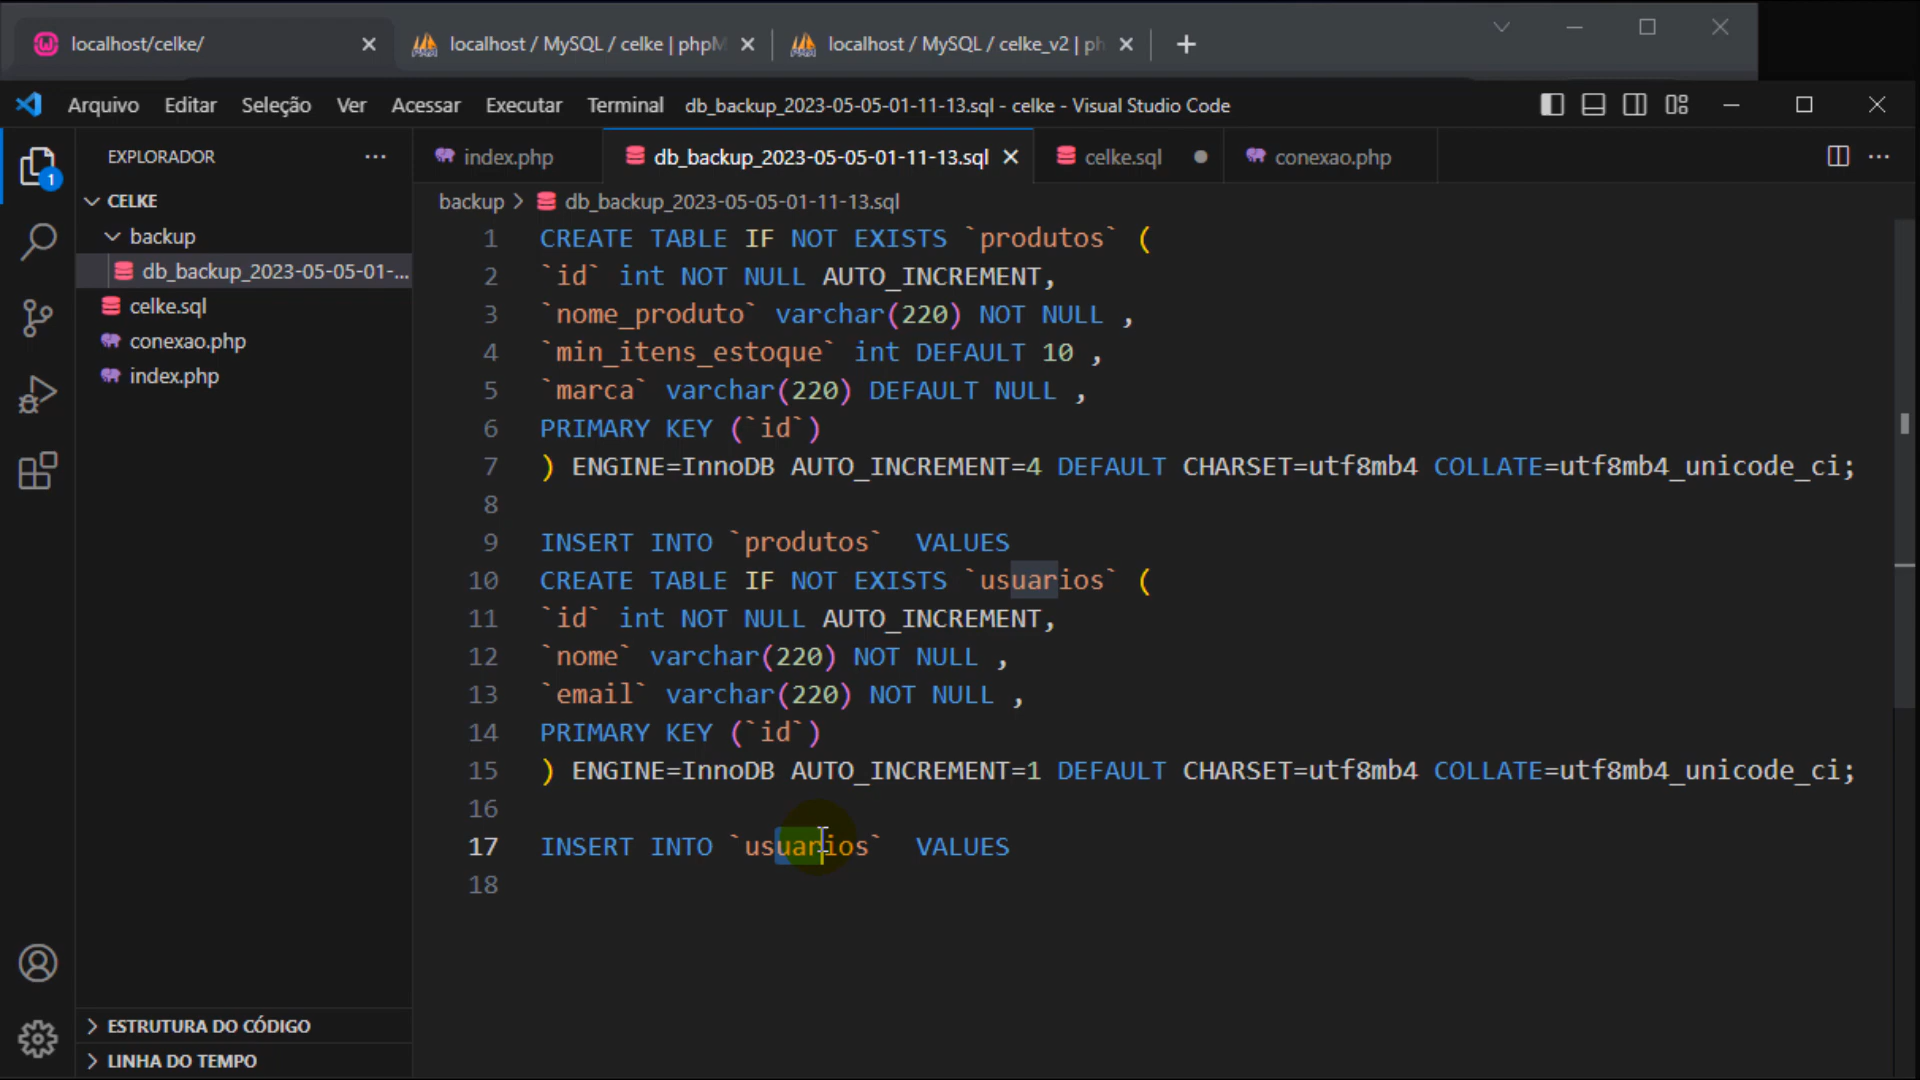 localhost/celke/
localhost / MySQL / celke | phpM
localhost / MySQL / celke_v2 | ph
Arquivo Editar Seleção Ver Acessar Executar Terminal db_backup_2023-05-05-01-11-13.sql - celke - Visual Studio Code
EXPLORADOR
index.php
db_backup_2023-05-05-01-11-13.sql
celke.sql
conexao.php
1
CELKE
backup
db_backup_2023-05-05-01-...
celke.sql
conexao.php
index.php
backup > db_backup_2023-05-05-01-11-13.sql
1 CREATE TABLE IF NOT EXISTS `produtos` (
2 `id` int NOT NULL AUTO_INCREMENT,
3 `nome_produto` varchar(220) NOT NULL ,
4 `min_itens_estoque` int DEFAULT 10 ,
5 `marca` varchar(220) DEFAULT NULL ,
6 PRIMARY KEY (`id`)
7 ) ENGINE=InnoDB AUTO_INCREMENT=4 DEFAULT CHARSET=utf8mb4 COLLATE=utf8mb4_unicode_ci;
8
9 INSERT INTO `produtos`  VALUES
10 CREATE TABLE IF NOT EXISTS `usuarios` (
11 `id` int NOT NULL AUTO_INCREMENT,
12 `nome` varchar(220) NOT NULL ,
13 `email` varchar(220) NOT NULL ,
14 PRIMARY KEY (`id`)
15 ) ENGINE=InnoDB AUTO_INCREMENT=1 DEFAULT CHARSET=utf8mb4 COLLATE=utf8mb4_unicode_ci;
16
17 INSERT INTO `usuarios`  VALUES
18
ESTRUTURA DO CÓDIGO
LINHA DO TEMPO